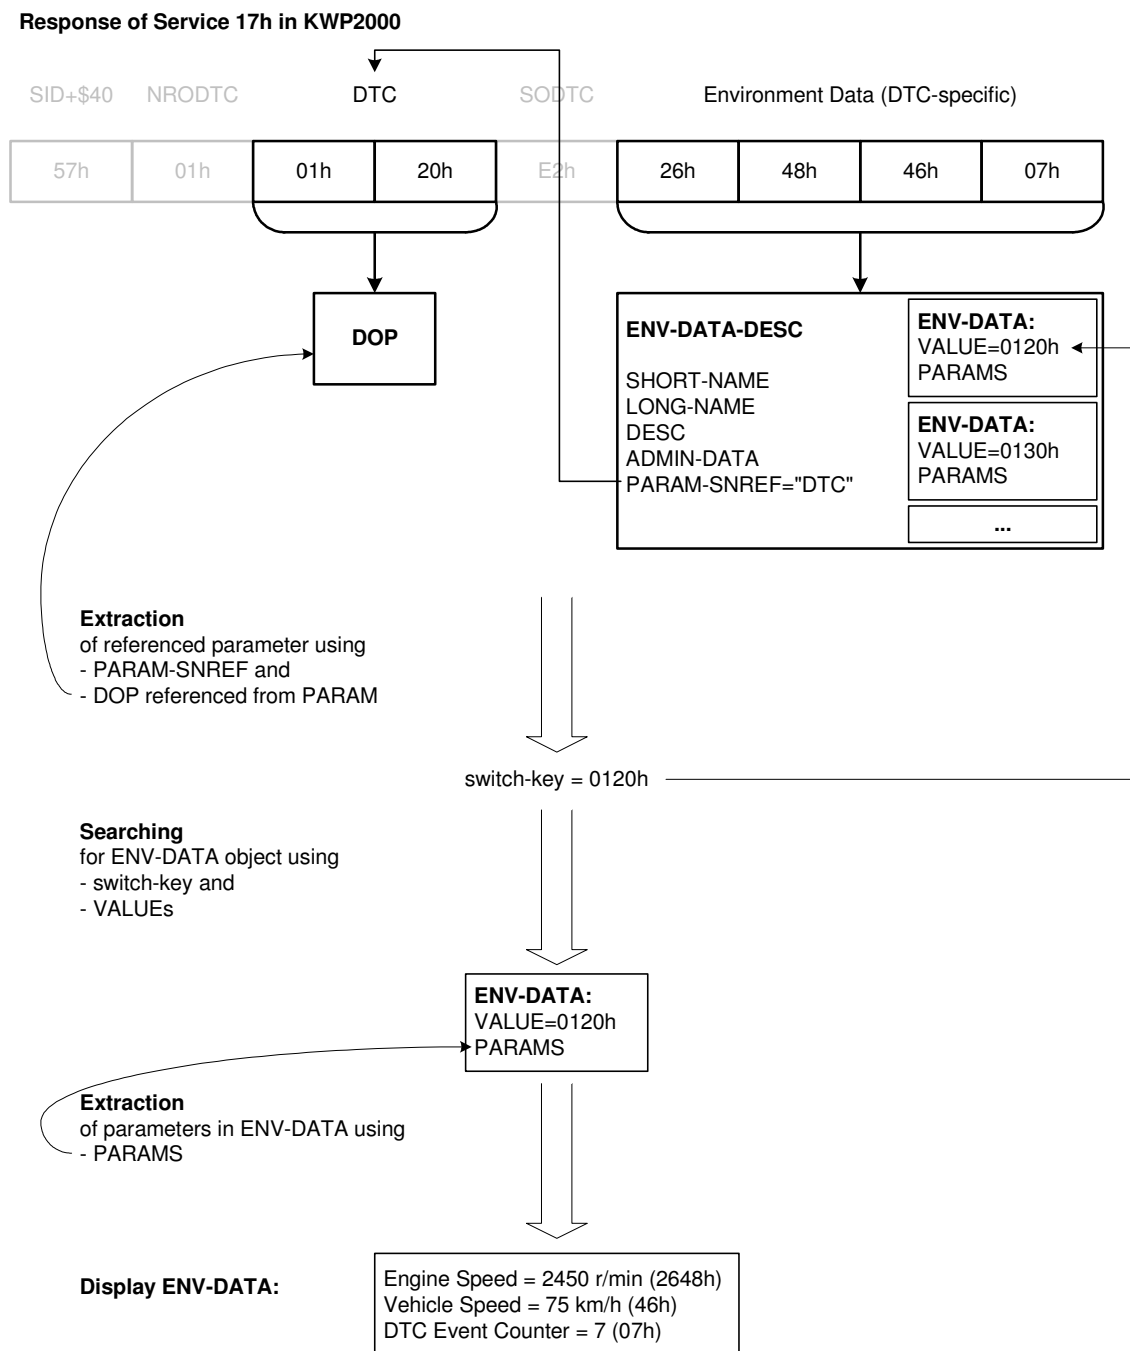 Response of Service 17h in KWP2000
SID+$40 NRODTC DTC SODTC Environment Data (DTC-specific)
57h 01h 01h 20h E2h 26h 48h 46h 07h
DOP
ENV-DATA-DESC
SHORT-NAME
LONG-NAME
DESC
ADMIN-DATA
PARAM-SNREF="DTC"
ENV-DATA:
VALUE=0120h
PARAMS
ENV-DATA:
VALUE=0130h
PARAMS
...
Extraction
of referenced parameter using
- PARAM-SNREF and
- DOP referenced from PARAM
switch-key = 0120h
Searching
for ENV-DATA object using
- switch-key and
- VALUEs
ENV-DATA:
VALUE=0120h
PARAMS
Extraction
of parameters in ENV-DATA using
- PARAMS
Display ENV-DATA:
Engine Speed = 2450 r/min (2648h)
Vehicle Speed = 75 km/h (46h)
DTC Event Counter = 7 (07h)